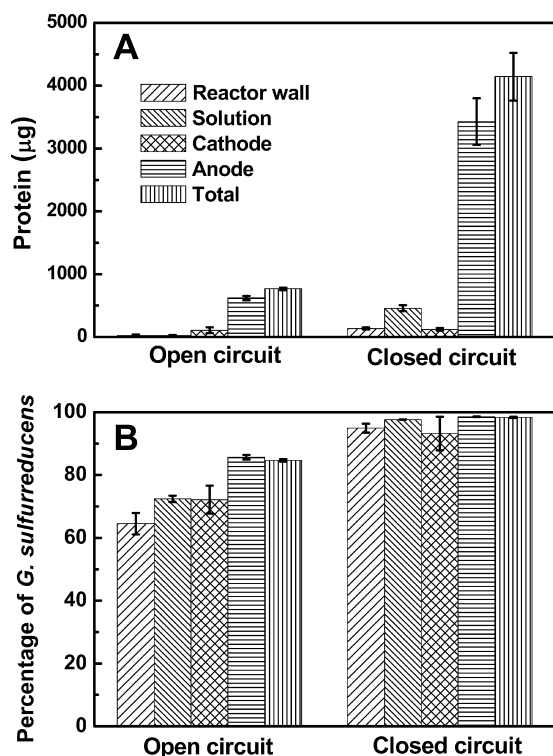 A
5000
4000
3000
2000
1000
0
Protein (μg)
Reactor wall
Solution
Cathode
Anode
Total
Open circuit
Closed circuit
B
100
80
60
40
20
0
Percentage of G. sulfurreducens
Open circuit
Closed circuit